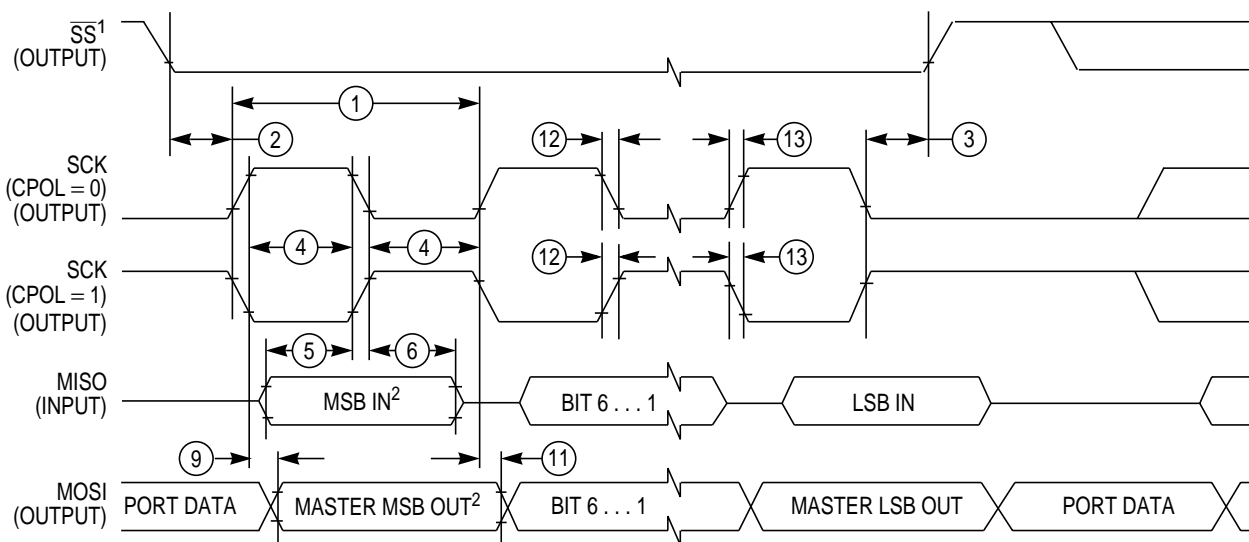 SS¹
(OUTPUT)
1
2
12
13
3
SCK
(CPOL = 0)
(OUTPUT)
4
4
SCK
(CPOL = 1)
(OUTPUT)
12
13
5
6
MISO
(INPUT)
MSB IN²
BIT 6 . . . 1
LSB IN
9
11
MOSI
(OUTPUT)
PORT DATA
MASTER MSB OUT²
BIT 6 . . . 1
MASTER LSB OUT
PORT DATA